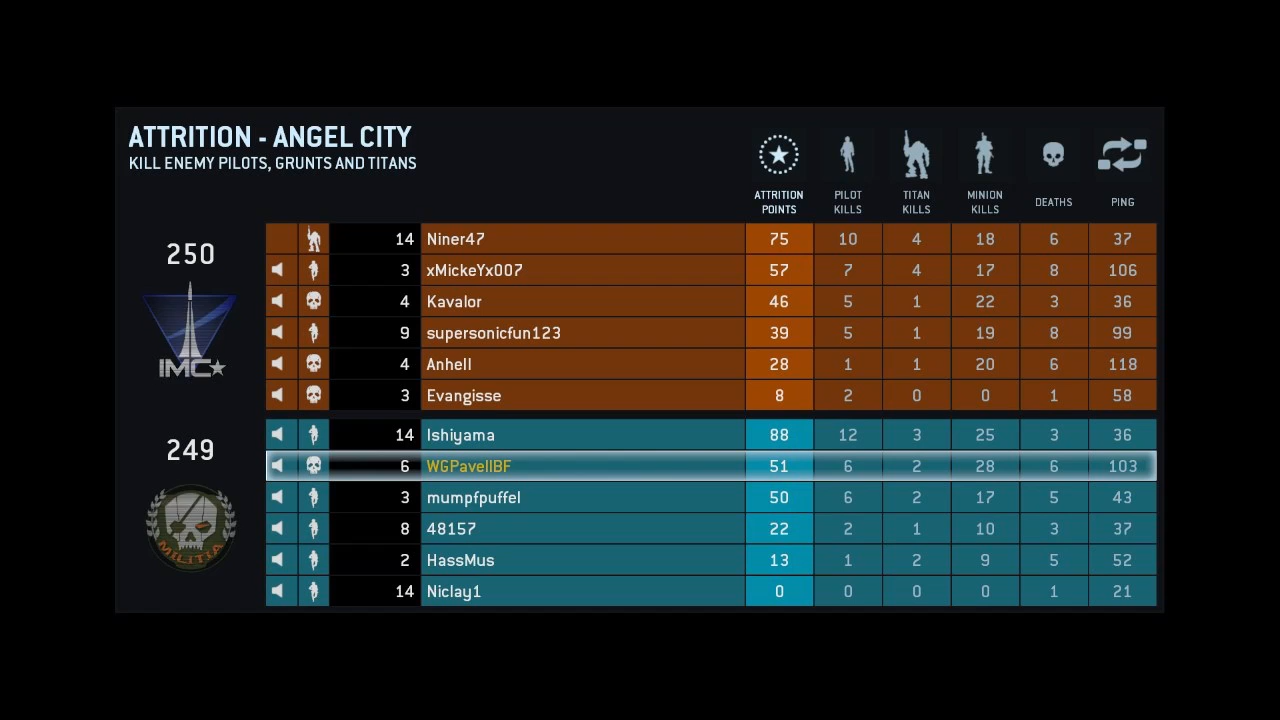 ATTRITION - ANGEL CITY
KILL ENEMY PILOTS, GRUNTS AND TITANS
ATTRITION POINTS PILOT KILLS TITAN KILLS MINION KILLS DEATHS PING
250
IMC
14 Niner47 75 10 4 18 6 37
3 xMickeYx007 57 7 4 17 8 106
4 Kavalor 46 5 1 22 3 36
9 supersonicfun123 39 5 1 19 8 99
4 Anhell 28 1 1 20 6 118
3 Evangisse 8 2 0 0 1 58
249
MILITIA
14 Ishiyama 88 12 3 25 3 36
6 WGPavellBF 51 6 2 28 6 103
3 mumpfpuffel 50 6 2 17 5 43
8 48157 22 2 1 10 3 37
2 HassMus 13 1 2 9 5 52
14 Niclay1 0 0 0 0 1 21